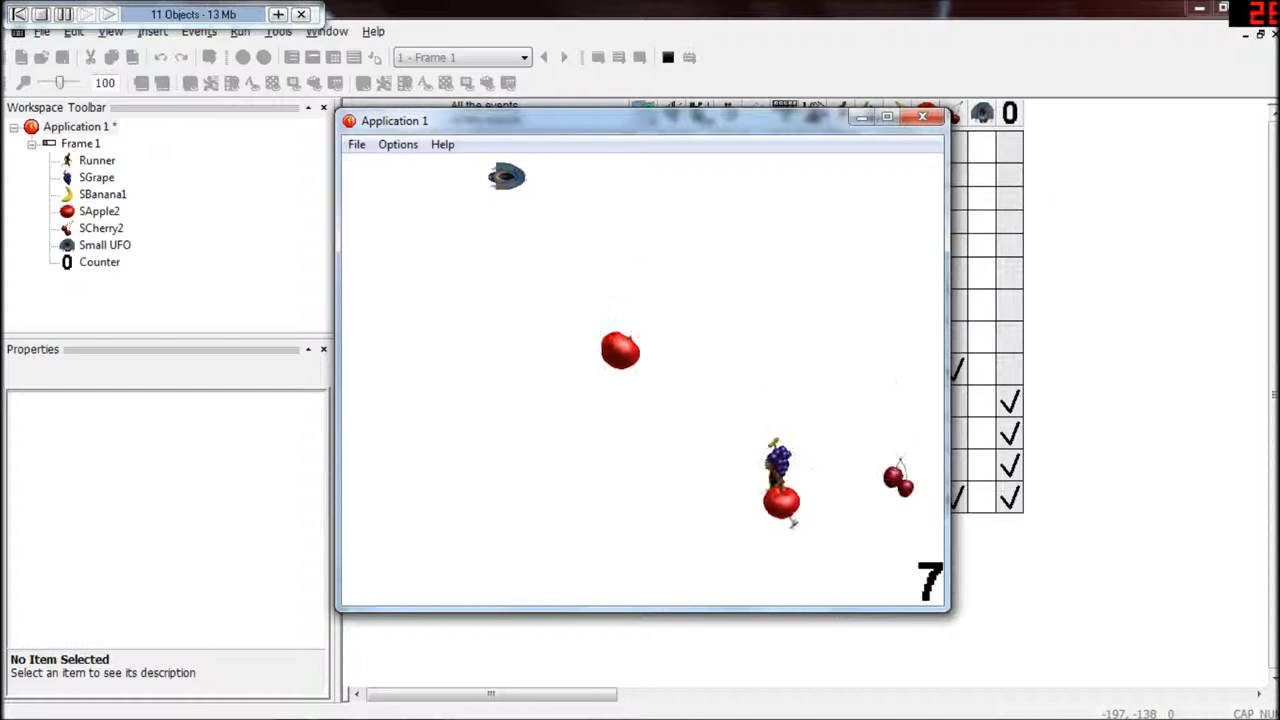 11 Objects - 13 Mb
File Edit View Insert Events Run Tools Window Help
1 - Frame 1
100
Workspace Toolbar
Application 1 *
Frame 1
Runner
SGrape
SBanana1
SApple2
SCherry2
Small UFO
0 Counter
Properties
No Item Selected
Select an item to see its description
All the events
0
Application 1
File Options Help
7
-197, -138 0
CAP